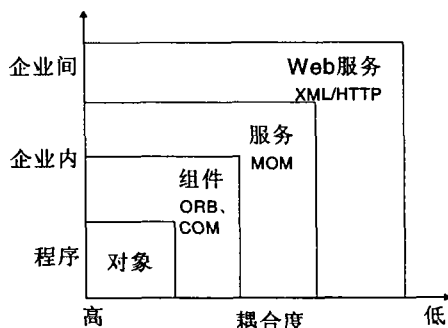 企业间
Web服务
XML/HTTP
服务
MOM
企业内
组件
ORB、
COM
程序
对象
高
耦合度
低